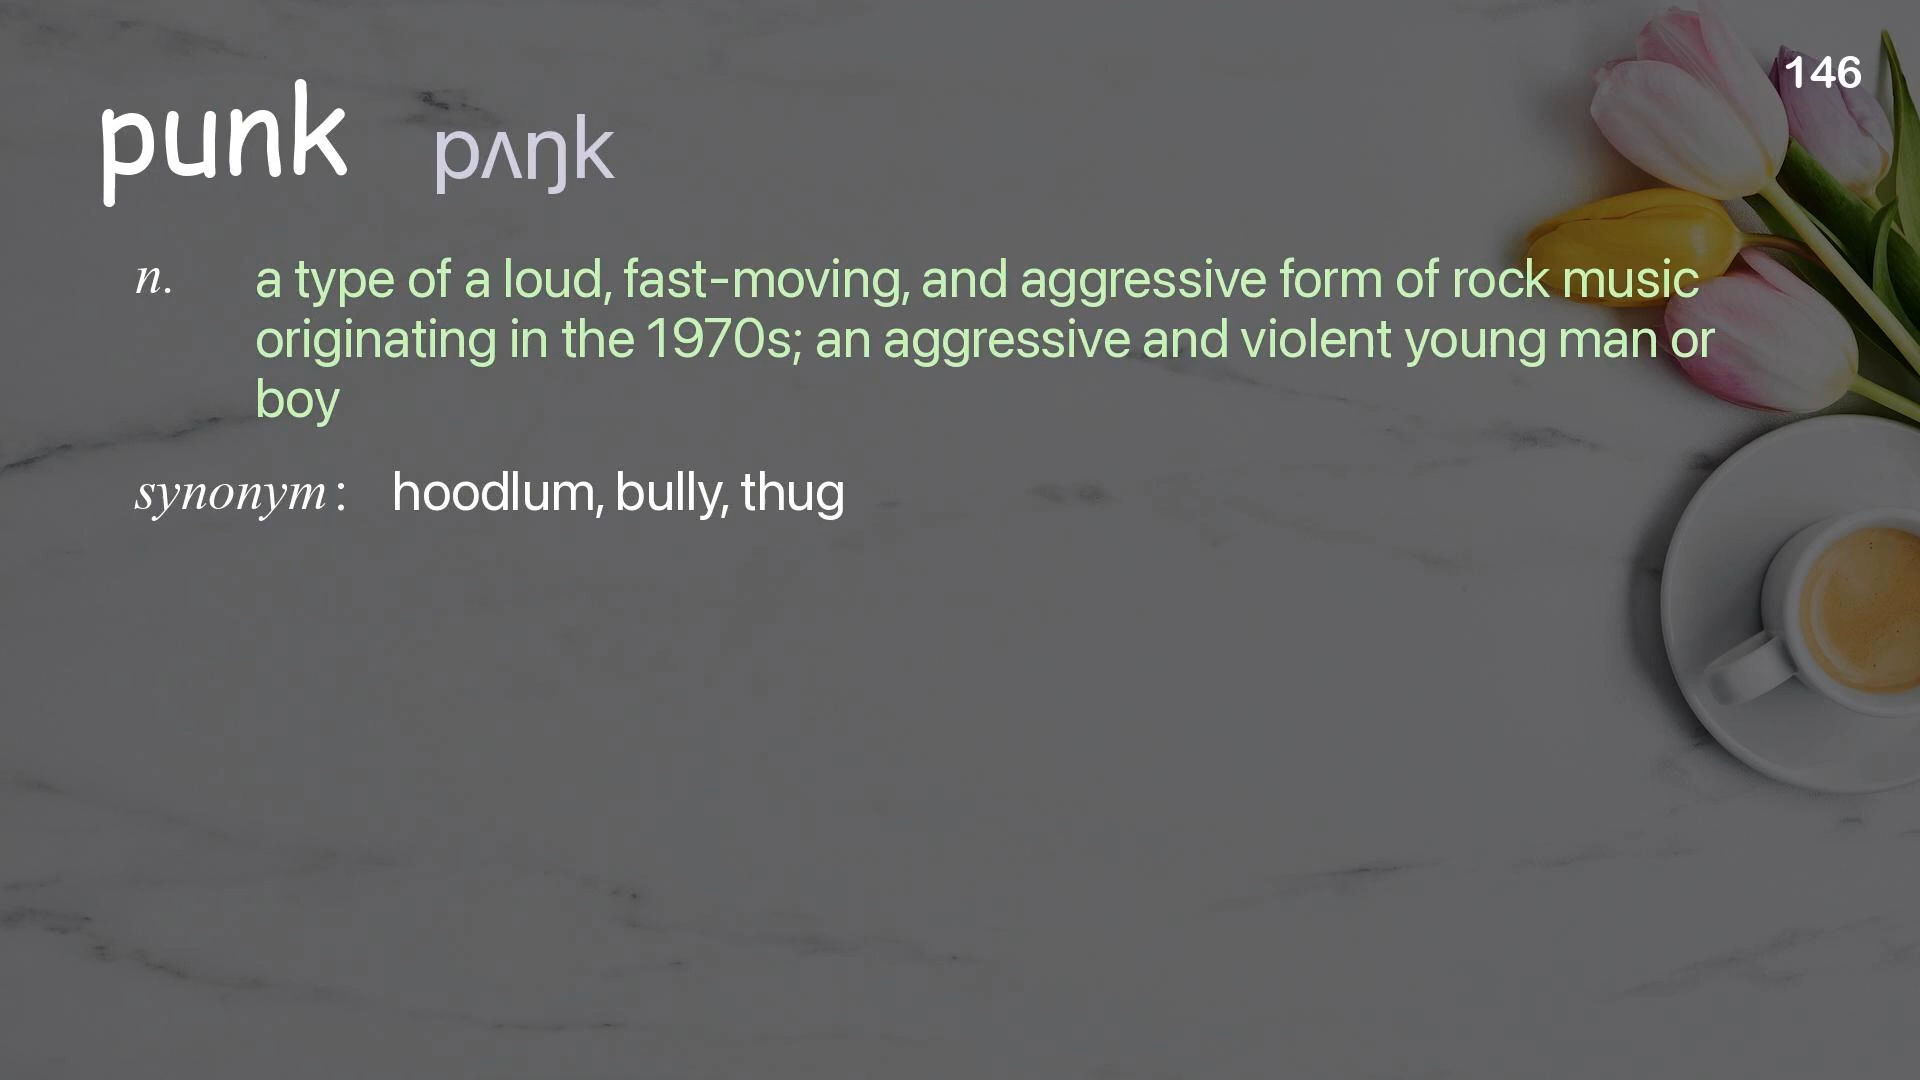 146
punk pʌŋk
n. a type of a loud, fast-moving, and aggressive form of rock music
originating in the 1970s; an aggressive and violent young man or
boy
synonym: hoodlum, bully, thug